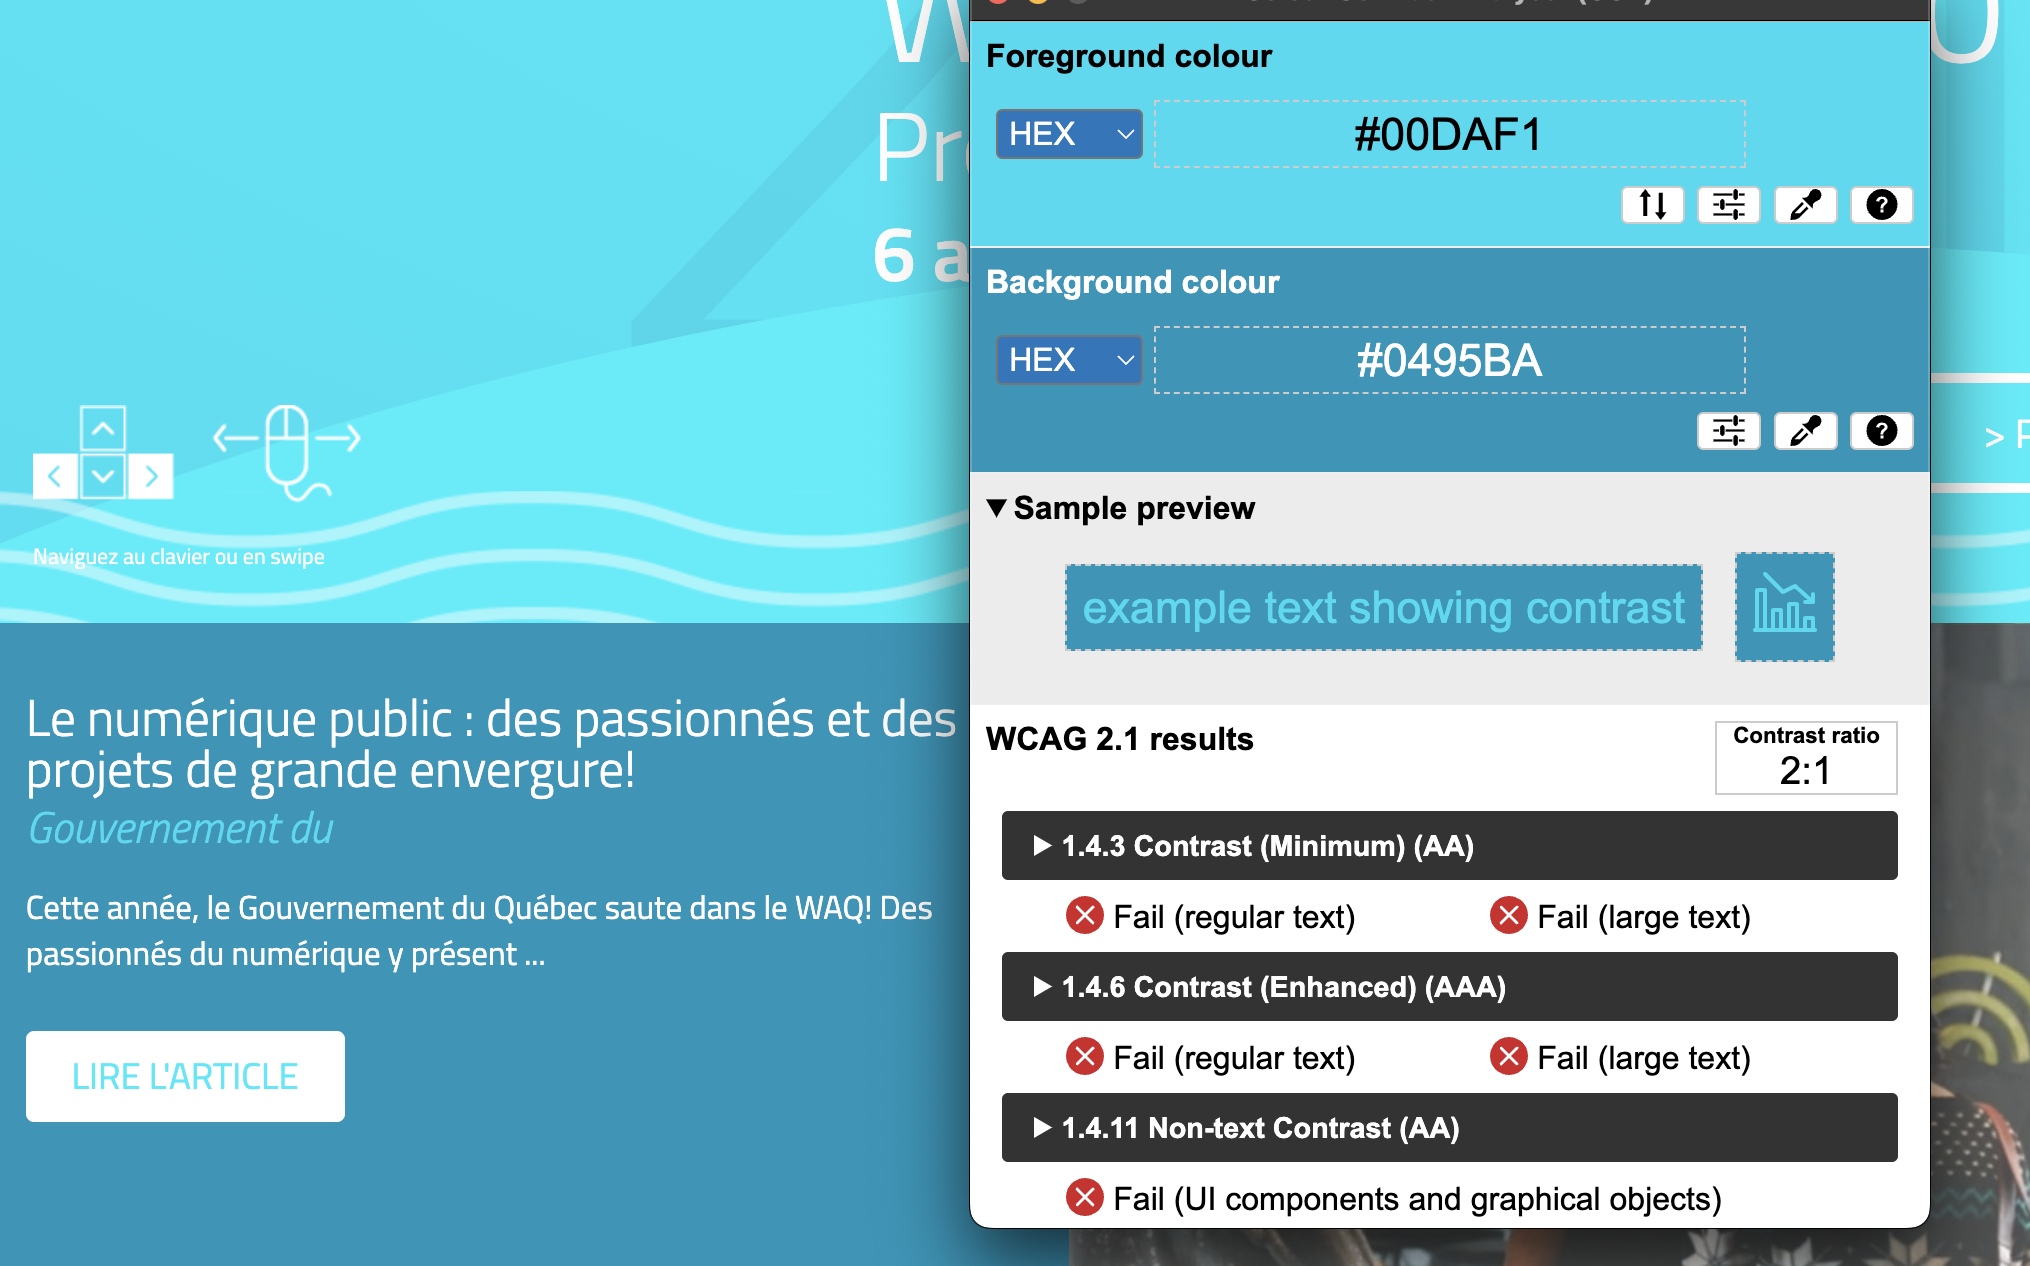 6
Naviguez au clavier ou en swipe
Le numérique public : des passionnés et des
projets de grande envergure!
Gouvernement du
Cette année, le Gouvernement du Québec saute dans le WAQ! Des
passionnés du numérique y présent ...
LIRE L'ARTICLE
Foreground colour
HEX
#00DAF1
?
Background colour
HEX
#0495BA
?
Sample preview
example text showing contrast
WCAG 2.1 results
Contrast ratio
2:1
1.4.3 Contrast (Minimum) (AA)
Fail (regular text)
Fail (large text)
1.4.6 Contrast (Enhanced) (AAA)
Fail (regular text)
Fail (large text)
1.4.11 Non-text Contrast (AA)
Fail (UI components and graphical objects)